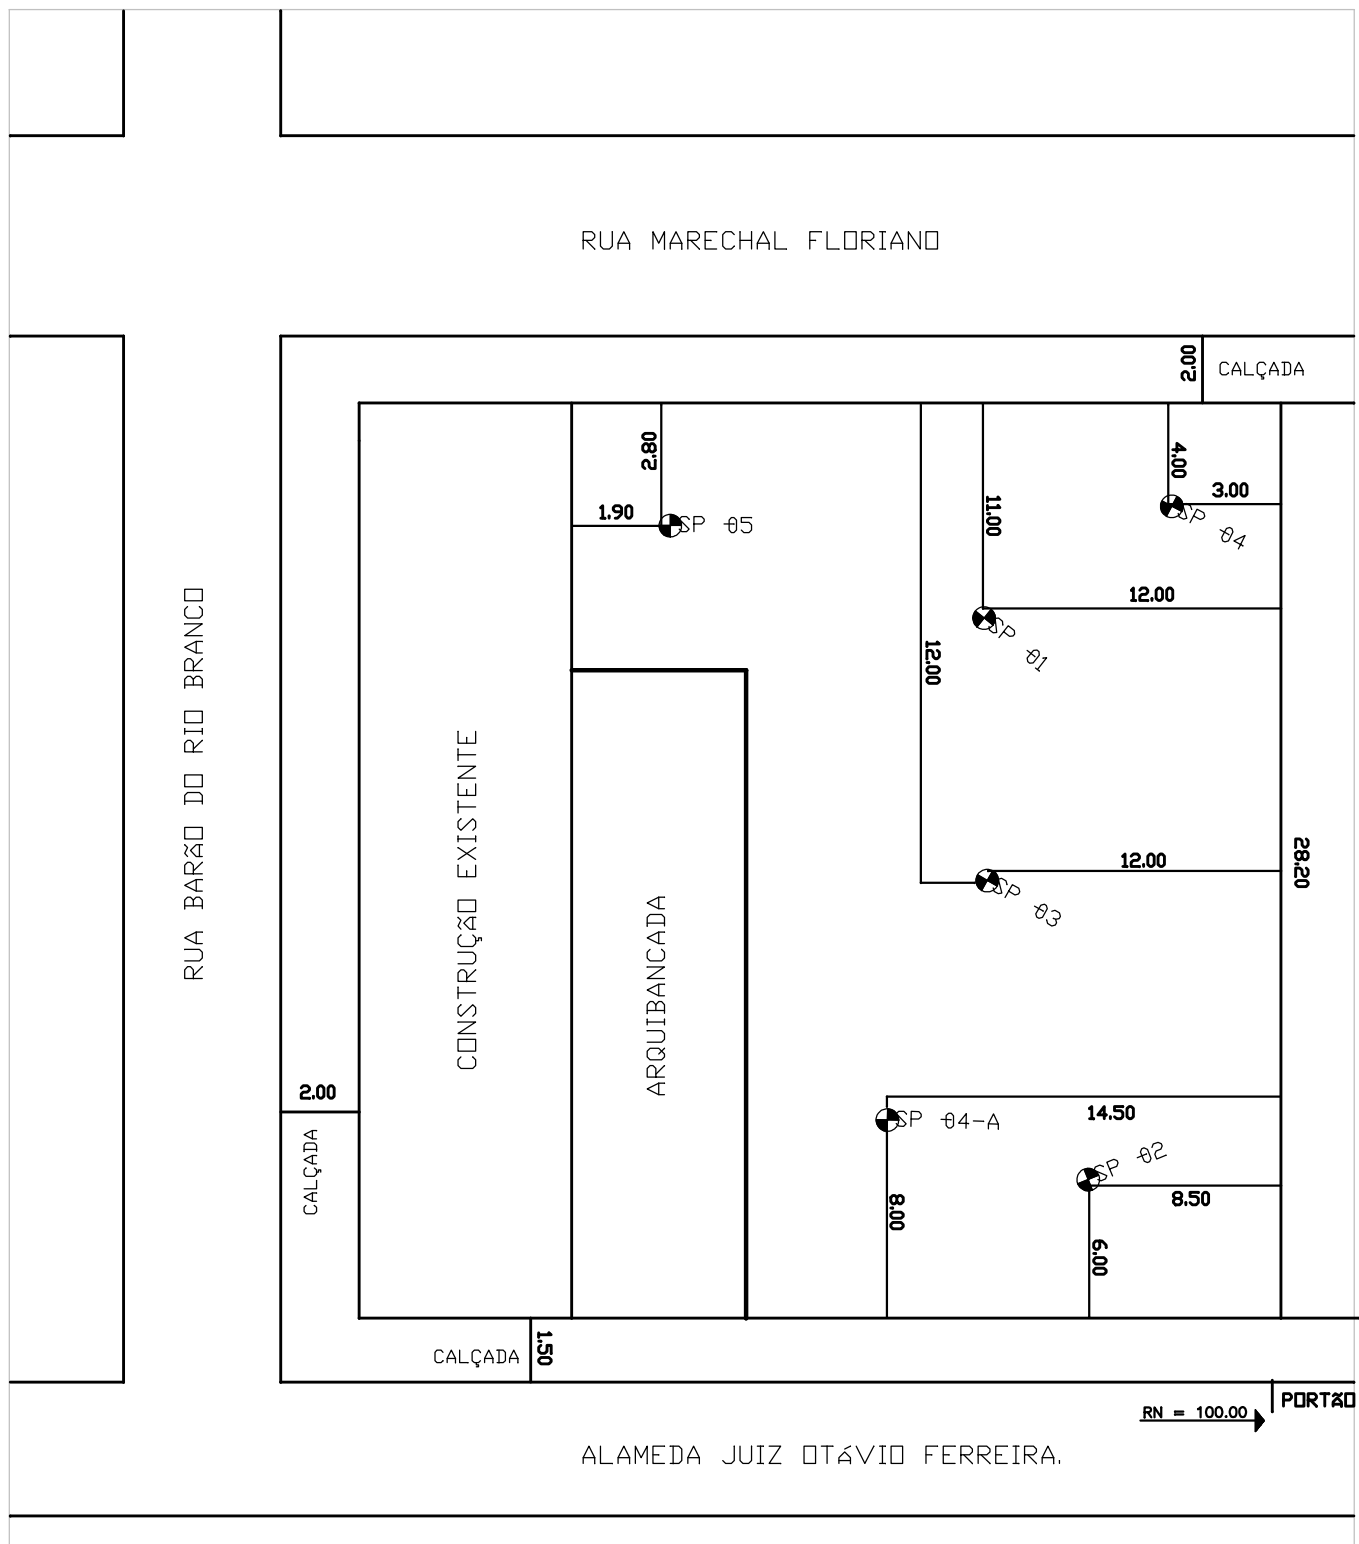 RUA MARECHAL FLORIANO
2.00
CALÇADA
2.80
4.00
3.00
1.90
SP -05
11.00
SP -04
12.00
SP -01
12.00
RUA BARÃO DO RIO BRANCO
CONSTRUÇÃO EXISTENTE
ARQUIBANCADA
12.00
28.20
SP -03
2.00
CALÇADA
14.50
SP -04-A
SP -02
8.50
8.00
6.00
CALÇADA
1.50
PORTÃO
RN = 100.00
ALAMEDA JUIZ OTÁVIO FERREIRA.